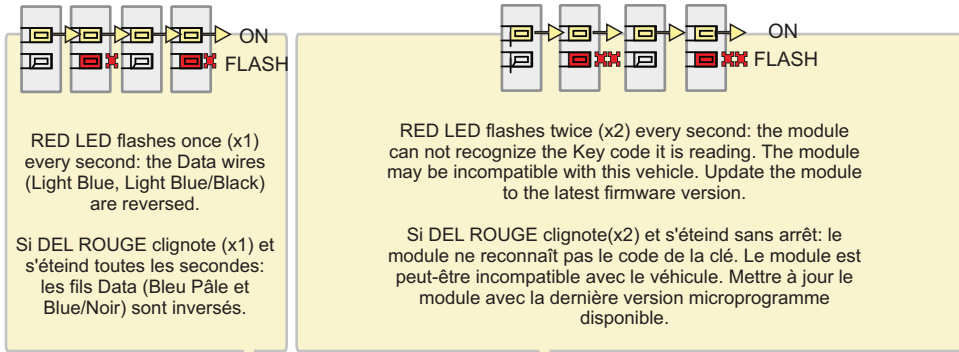 ON
FLASH
RED LED flashes once (x1)
every second: the Data wires
(Light Blue, Light Blue/Black)
are reversed.
Si DEL ROUGE clignote (x1) et
s'éteind toutes les secondes:
les fils Data (Bleu Pâle et
Blue/Noir) sont inversés.
ON
FLASH
RED LED flashes twice (x2) every second: the module
can not recognize the Key code it is reading. The module
may be incompatible with this vehicle. Update the module
to the latest firmware version.
Si DEL ROUGE clignote(x2) et s'éteind sans arrêt: le
module ne reconnaît pas le code de la clé. Le module est
peut-être incompatible avec le véhicule. Mettre à jour le
module avec la dernière version microprogramme
disponible.